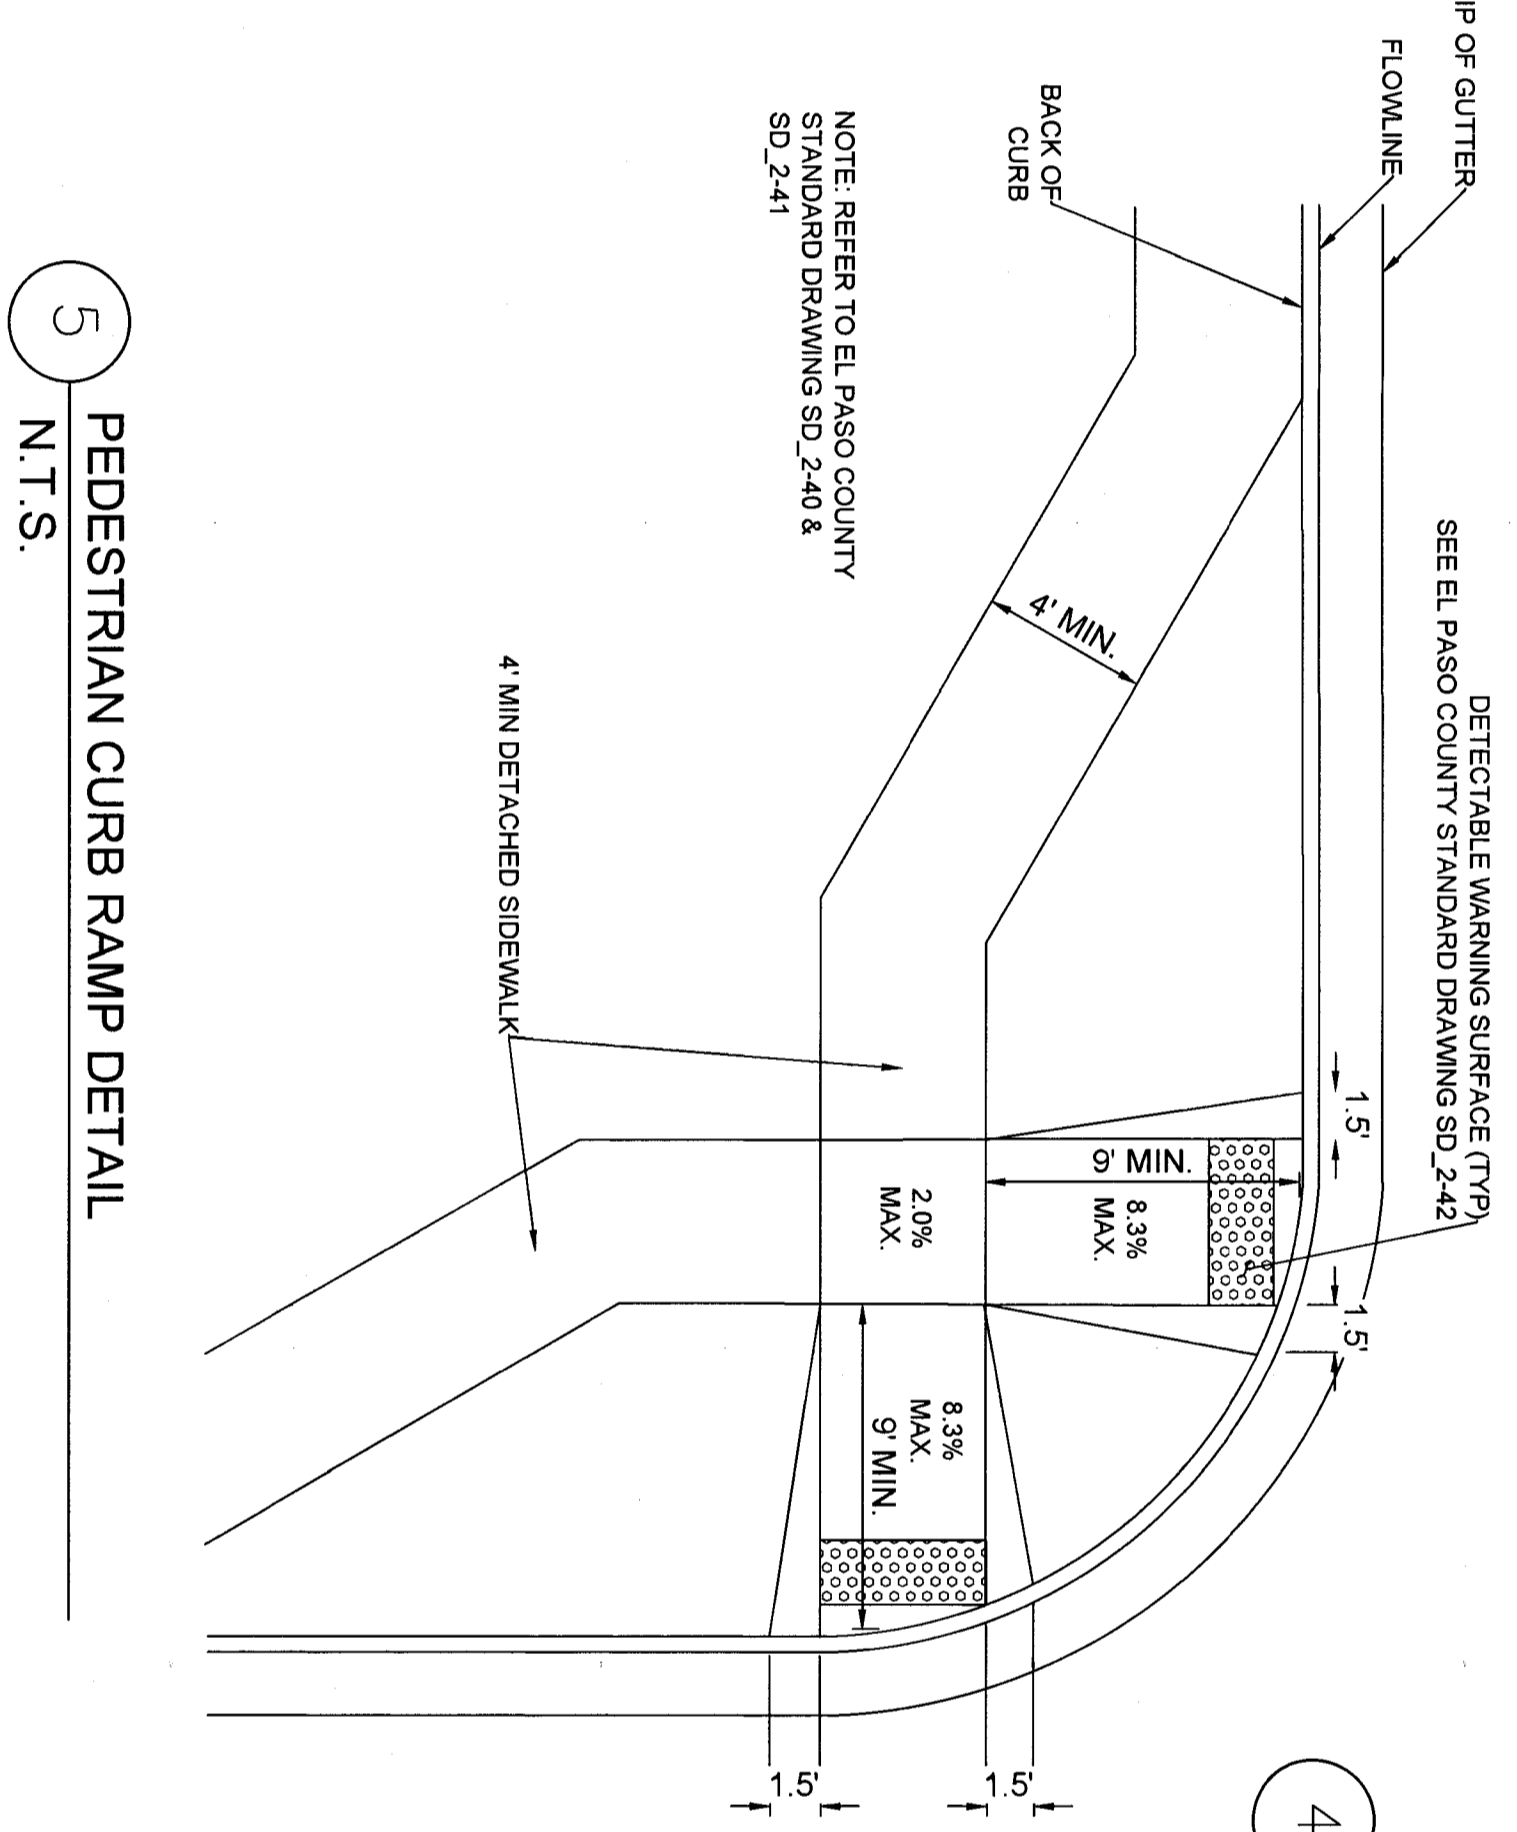 IP OF GUTTER
FLOWLINE
BACK OF
CURB
DETECTABLE WARNING SURFACE (TYP)
SEE EL PASO COUNTY STANDARD DRAWING SD_2-42
NOTE: REFER TO EL PASO COUNTY
STANDARD DRAWING SD_2-40 &
SD_2-41
4' MIN.
4' MIN DETACHED SIDEWALK
1.5'
1.5'
9' MIN.
8.3%
MAX.
2.0%
MAX.
8.3%
MAX.
9' MIN.
1.5'
1.5'
4
5
PEDESTRIAN CURB RAMP DETAIL
N.T.S.